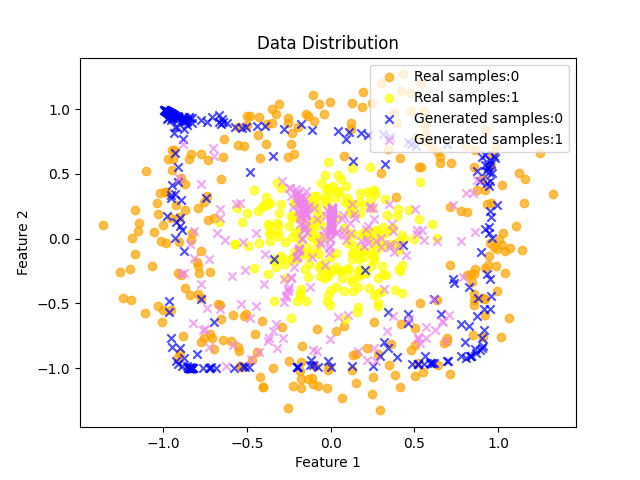 Data Distribution
Real samples:0
Real samples:1
Generated samples:0
Generated samples:1
1.0
0.5
0.0
−0.5
−1.0
Feature 2
−1.0 −0.5 0.0 0.5 1.0
Feature 1